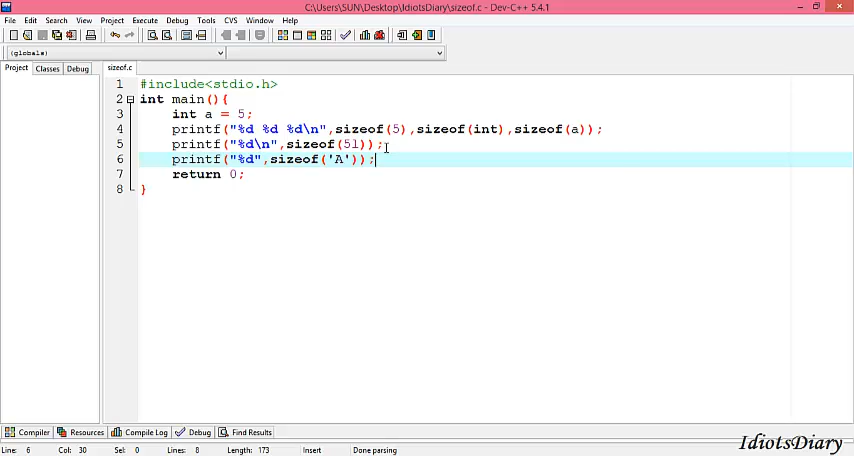 C:\Users\SUN\Desktop\IdiotsDiary\sizeof.c - Dev-C++ 5.4.1
File Edit Search View Project Execute Debug Tools CVS Window Help
(globals)
Project Classes Debug
sizeof.c
1 #include<stdio.h>
2 int main(){
3 int a = 5;
4 printf("%d %d %d\n",sizeof(5),sizeof(int),sizeof(a));
5 printf("%d\n",sizeof(5l));
6 printf("%d",sizeof('A'));
7 return 0;
8 }
Compiler Resources Compile Log Debug Find Results
Line: 6 Col: 30 Sel: 0 Lines: 8 Length: 173 Insert Done parsing
IdiotsDiary